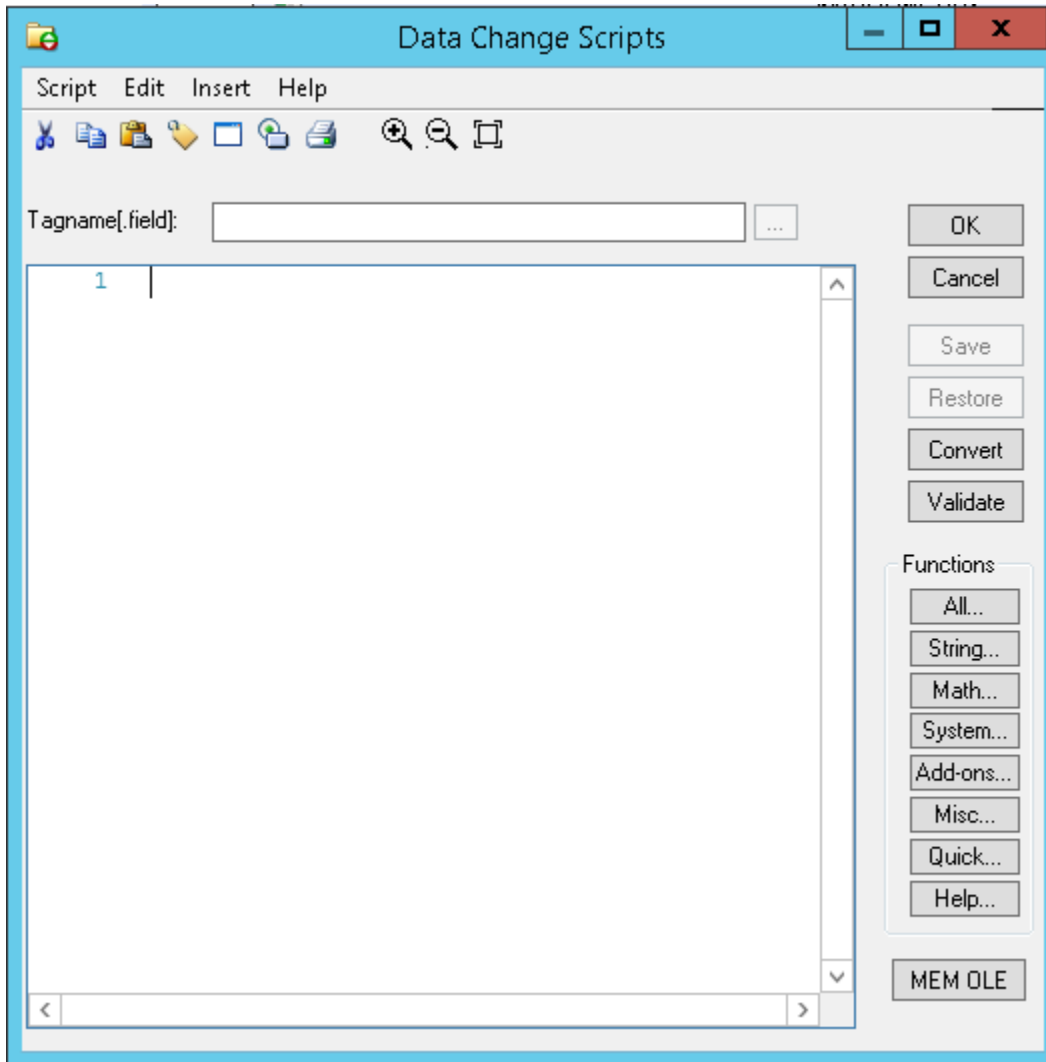 Data Change Scripts
Script Edit Insert Help
Tagname[.field]:
...
OK
1
Cancel
Save
Restore
Convert
Validate
Functions
All...
String...
Math...
System...
Add-ons...
Misc...
Quick...
Help...
MEM OLE